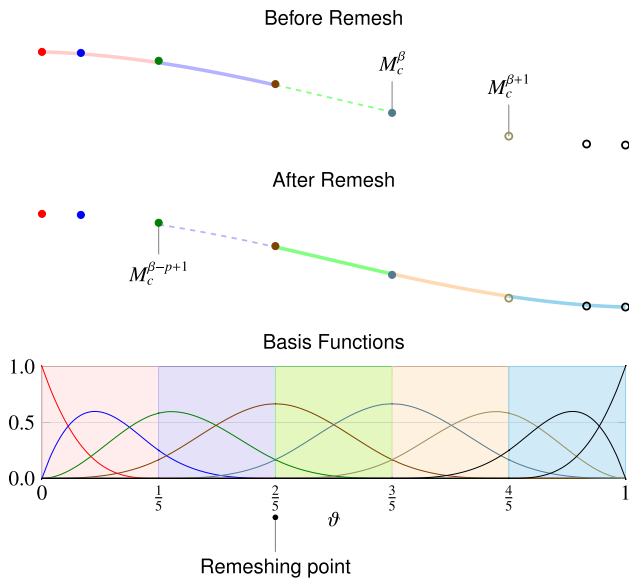 Before Remesh
M_c^β
M_c^{β+1}
After Remesh
M_c^{β−p+1}
Basis Functions
1.0
0.5
0.0
0 1/5 2/5 3/5 4/5 1
ϑ
Remeshing point